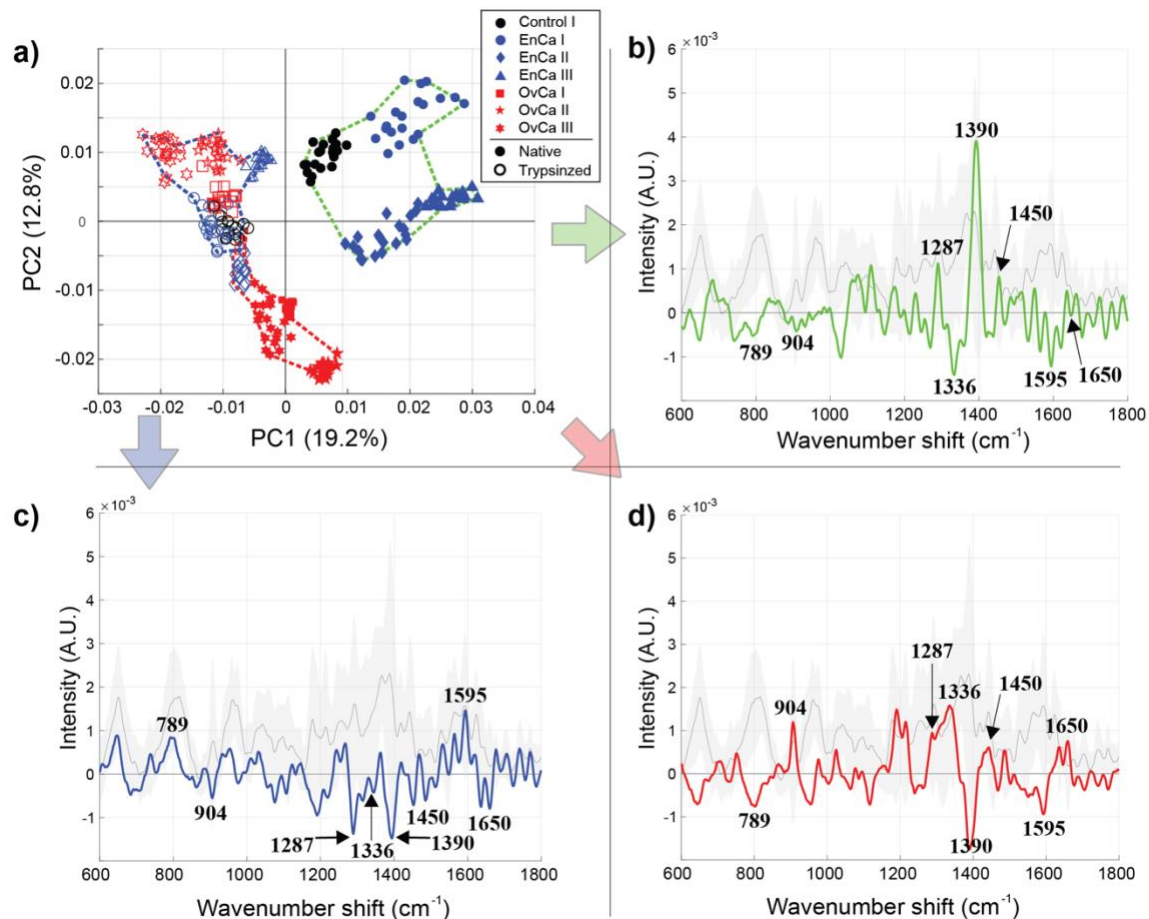 a)
Control I
EnCa I
EnCa II
EnCa III
OvCa I
OvCa II
OvCa III
Native
Trypsinzed
0.02
0.01
0
-0.01
-0.02
PC2 (12.8%)
-0.03 -0.02 -0.01 0 0.01 0.02 0.03 0.04
PC1 (19.2%)
b)
×10⁻³
6
5
4
3
2
1
0
-1
Intensity (A.U.)
1390
1287
1450
789
904
1336
1595
1650
600 800 1000 1200 1400 1600 1800
Wavenumber shift (cm⁻¹)
c)
×10⁻³
6
5
4
3
2
1
0
-1
Intensity (A.U.)
789
1595
904
1287
1336
1390
1450
1650
600 800 1000 1200 1400 1600 1800
Wavenumber shift (cm⁻¹)
d)
×10⁻³
6
5
4
3
2
1
0
-1
Intensity (A.U.)
1287
904
1336
1450
1650
789
1390
1595
600 800 1000 1200 1400 1600 1800
Wavenumber shift (cm⁻¹)